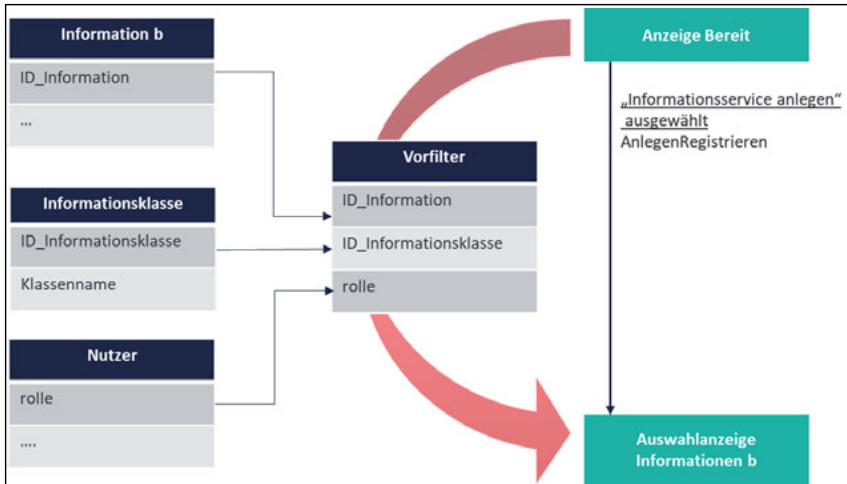 Information b
ID_Information
...
Informationsklasse
ID_Informationsklasse
Klassenname
Nutzer
rolle
....
Vorfilter
ID_Information
ID_Informationsklasse
rolle
Anzeige Bereit
„Informationsservice anlegen“
ausgewählt
AnlegenRegistrieren
Auswahlanzeige
Informationen b